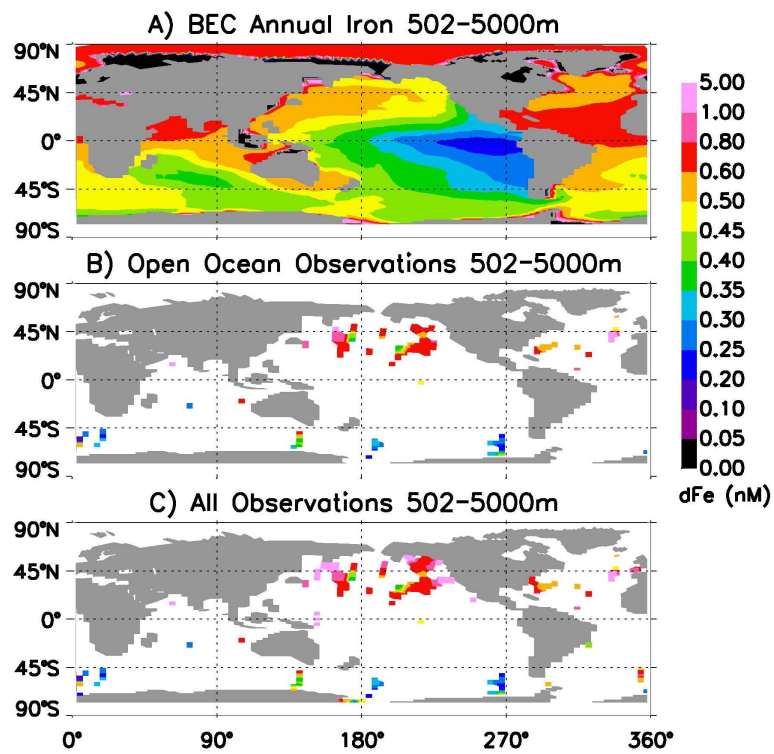 A) BEC Annual Iron 502-5000m
90°N
45°N
0°
45°S
90°S
B) Open Ocean Observations 502-5000m
90°N
45°N
0°
45°S
90°S
C) All Observations 502-5000m
90°N
45°N
0°
45°S
90°S
0°
90°
180°
270°
360°
5.00
1.00
0.80
0.60
0.50
0.45
0.40
0.35
0.30
0.25
0.20
0.10
0.05
0.00
dFe (nM)